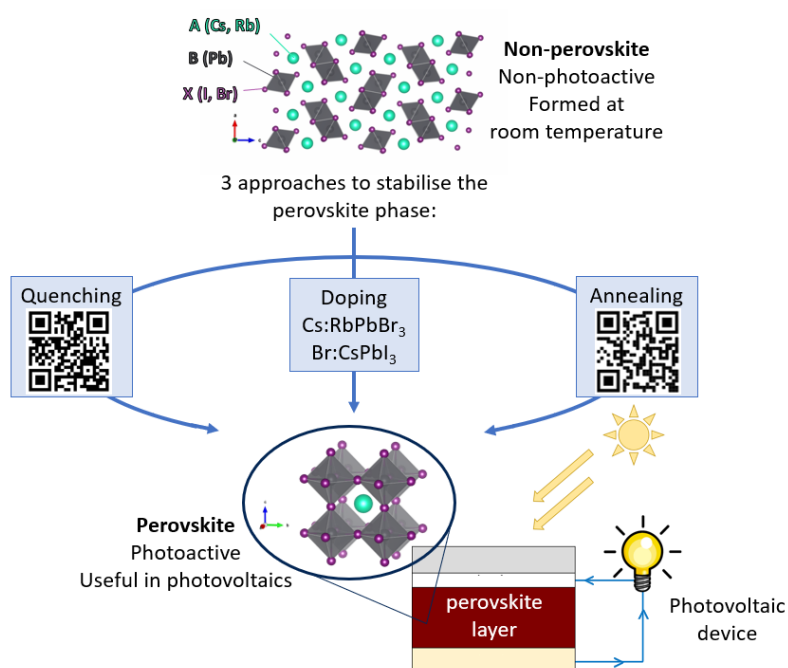 A (Cs, Rb)
B (Pb)
X (I, Br)
Non-perovskite
Non-photoactive
Formed at
room temperature
3 approaches to stabilise the
perovskite phase:
Quenching
Doping
Cs:RbPbBr₃
Br:CsPbI₃
Annealing
Perovskite
Photoactive
Useful in photovoltaics
perovskite
layer
Photovoltaic
device